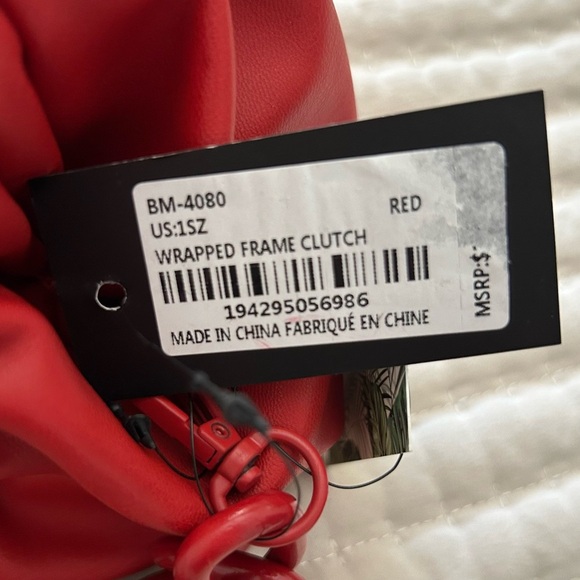 BM-4080
RED
US:1SZ
WRAPPED FRAME CLUTCH
194295056986
MADE IN CHINA FABRIQUÉ EN CHINE
MSRP:$